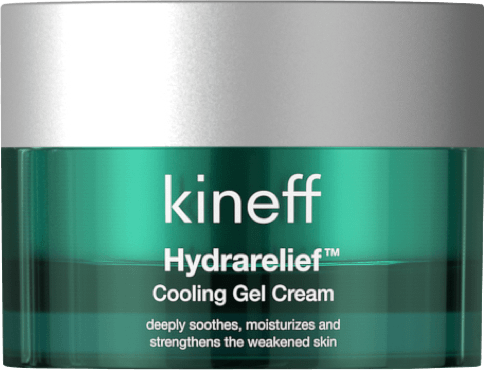 kineff
Hydrarelief™
Cooling Gel Cream
deeply soothes, moisturizes and
strengthens the weakened skin